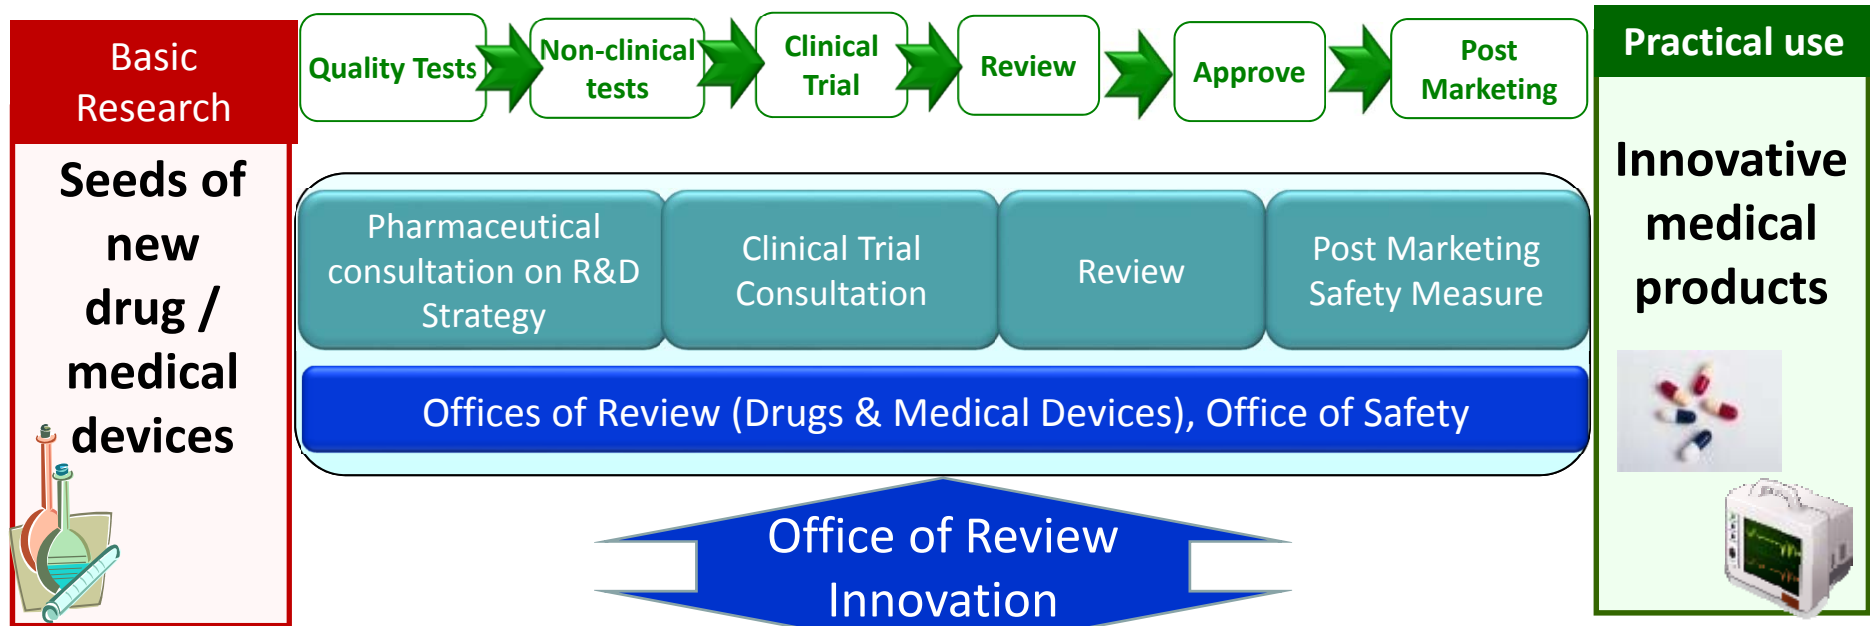 Basic
Research
Seeds of
new
drug /
medical
devices
Quality Tests
Non-clinical
tests
Clinical
Trial
Review
Approve
Post
Marketing
Pharmaceutical
consultation on R&D
Strategy
Clinical Trial
Consultation
Review
Post Marketing
Safety Measure
Offices of Review (Drugs & Medical Devices), Office of Safety
Office of Review
Innovation
Practical use
Innovative
medical
products